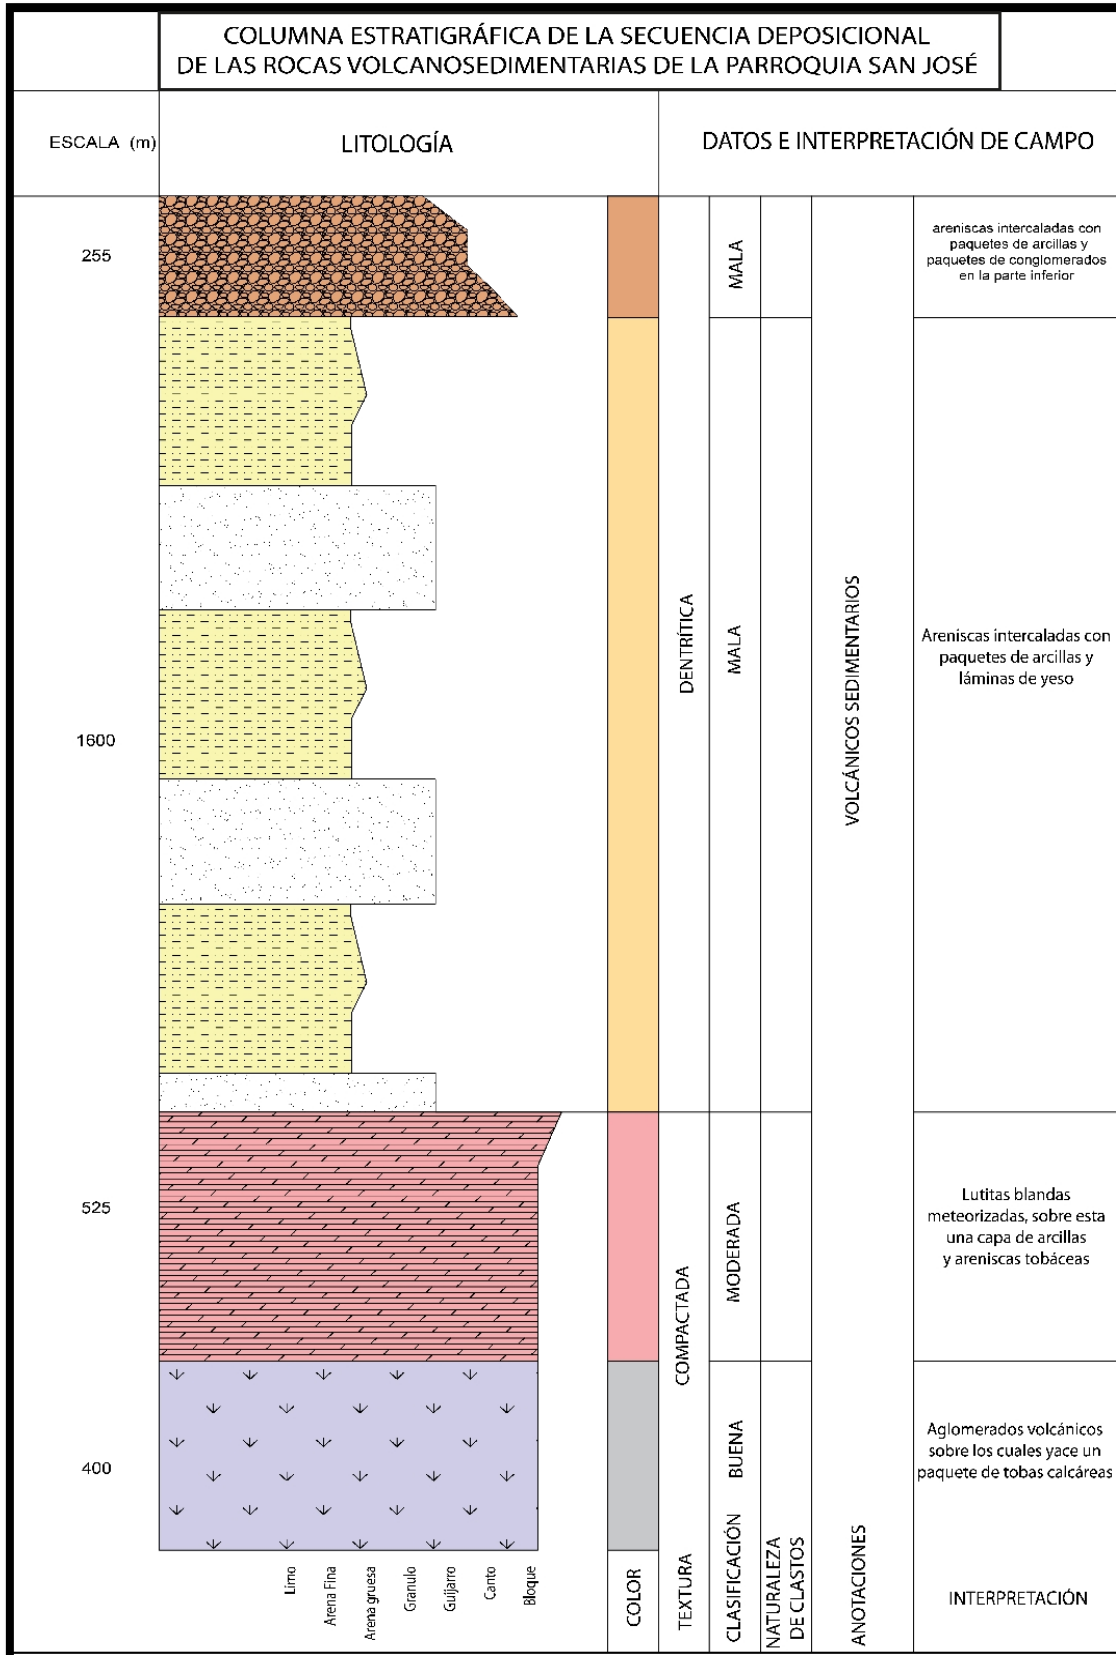 COLUMNA ESTRATIGRÁFICA DE LA SECUENCIA DEPOSICIONAL
DE LAS ROCAS VOLCANOSEDIMENTARIAS DE LA PARROQUIA SAN JOSÉ
ESCALA (m)
LITOLOGÍA
DATOS E INTERPRETACIÓN DE CAMPO
255
MALA
areniscas intercaladas con
paquetes de arcillas y
paquetes de conglomerados
en la parte inferior
1600
DENTRÍTICA
MALA
VOLCÁNICOS SEDIMENTARIOS
Areniscas intercaladas con
paquetes de arcillas y
láminas de yeso
525
COMPACTADA
MODERADA
Lutitas blandas
meteorizadas, sobre esta
una capa de arcillas
y areniscas tobáceas
400
BUENA
Aglomerados volcánicos
sobre los cuales yace un
paquete de tobas calcáreas
Limo
Arena Fina
Arena gruesa
Granulo
Guijarro
Canto
Bloque
COLOR
TEXTURA
CLASIFICACIÓN
NATURALEZA
DE CLASTOS
ANOTACIONES
INTERPRETACIÓN